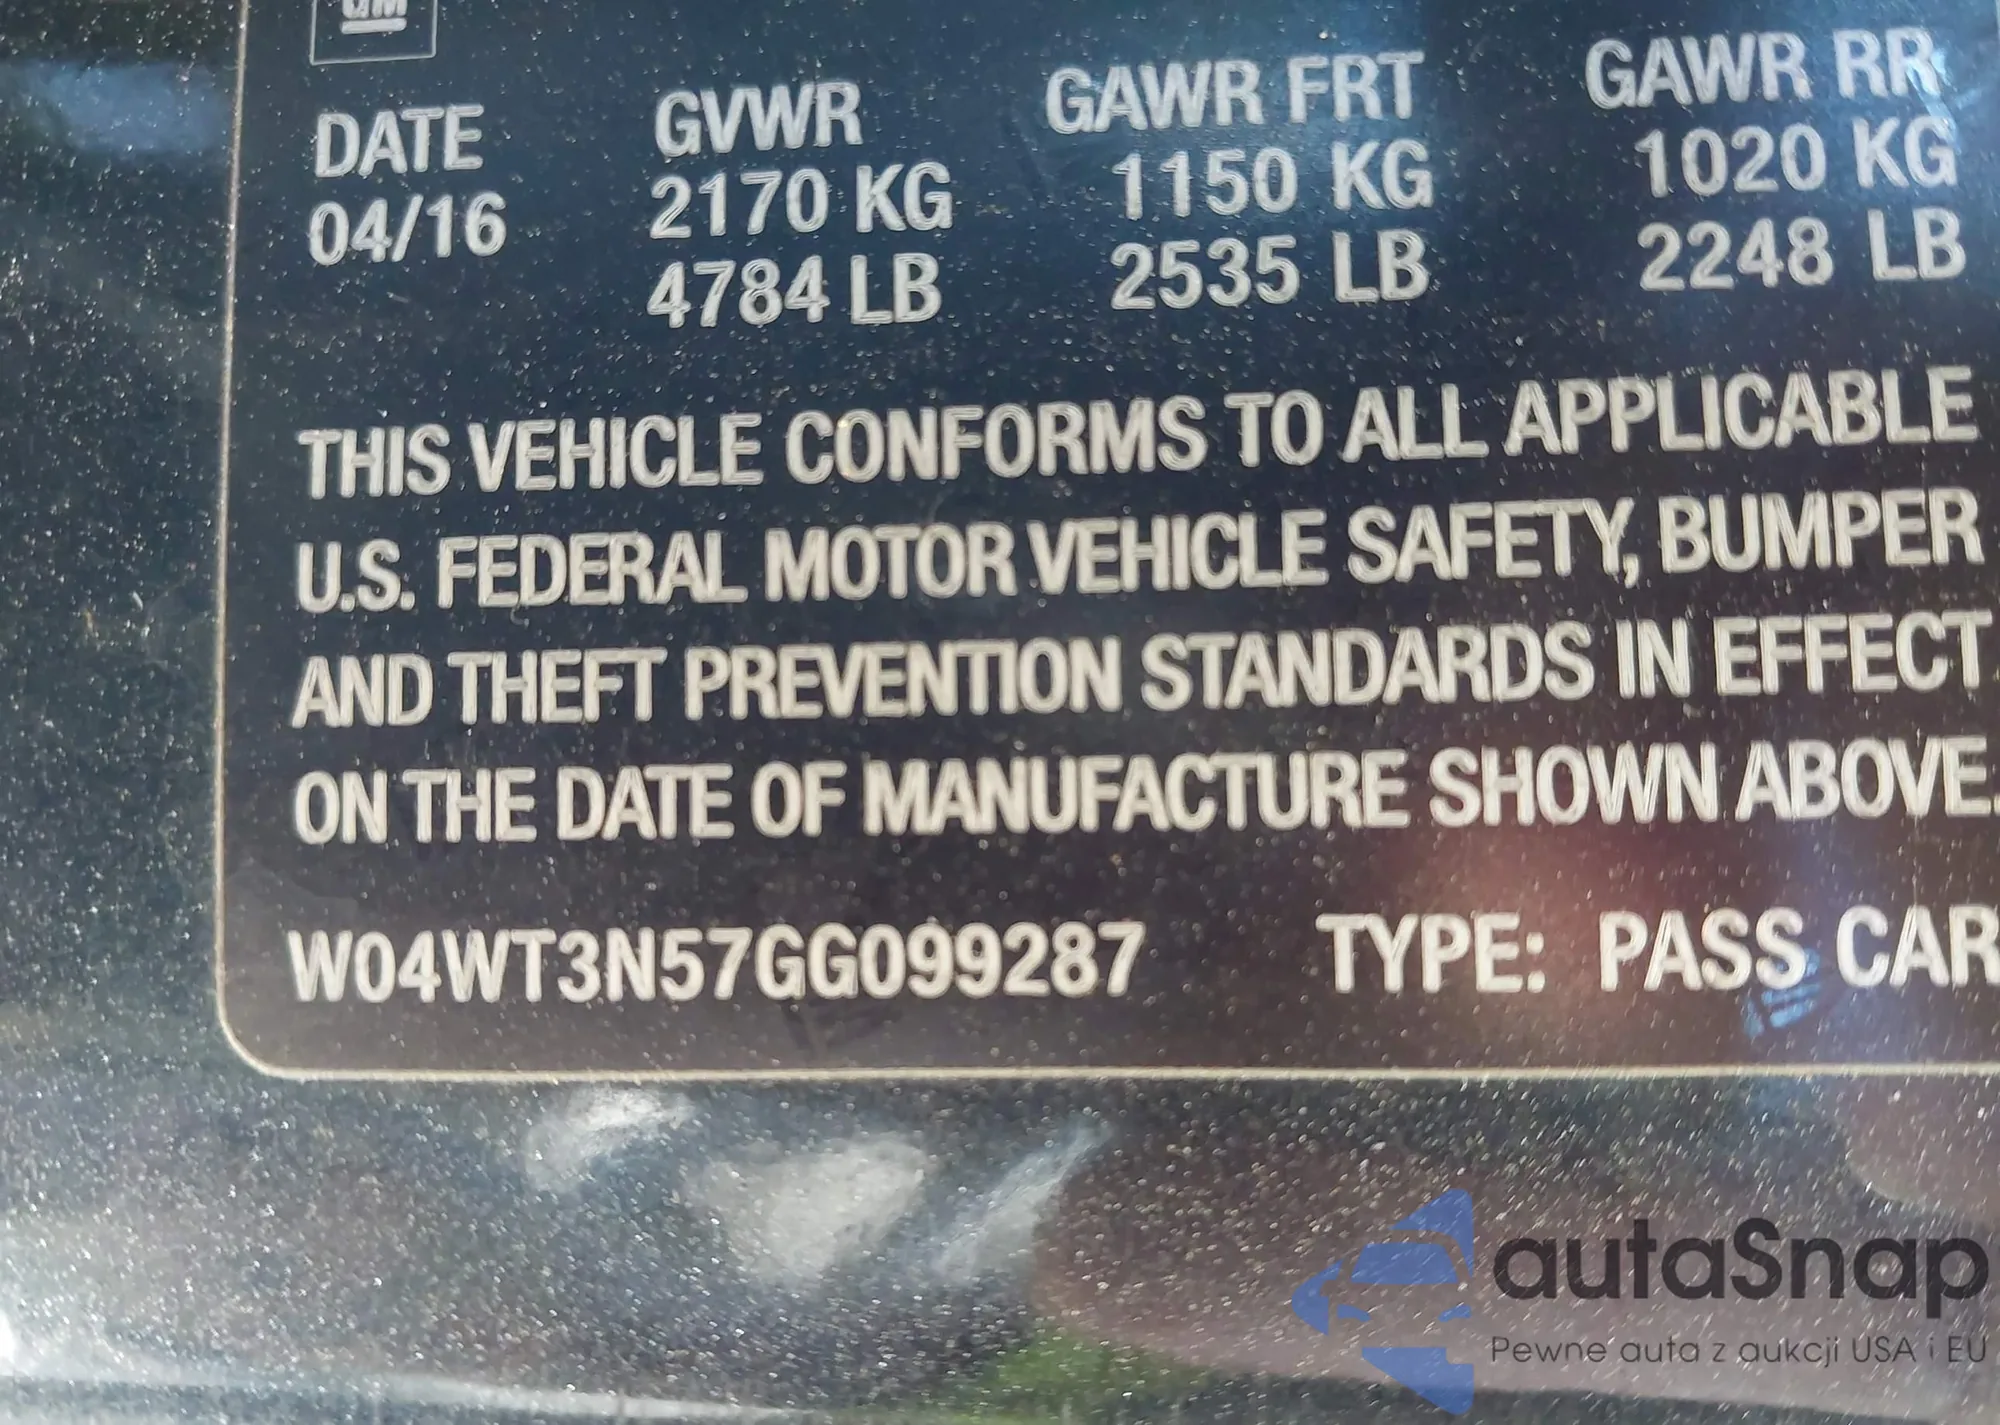 GM
DATE GVWR GAWR FRT GAWR RR
04/16 2170 KG 1150 KG 1020 KG
4784 LB 2535 LB 2248 LB
THIS VEHICLE CONFORMS TO ALL APPLICABLE
U.S. FEDERAL MOTOR VEHICLE SAFETY, BUMPER
AND THEFT PREVENTION STANDARDS IN EFFECT
ON THE DATE OF MANUFACTURE SHOWN ABOVE.
W04WT3N57GG099287 TYPE: PASS CAR
autaSnap
Pewne auta z aukcji USA i EU